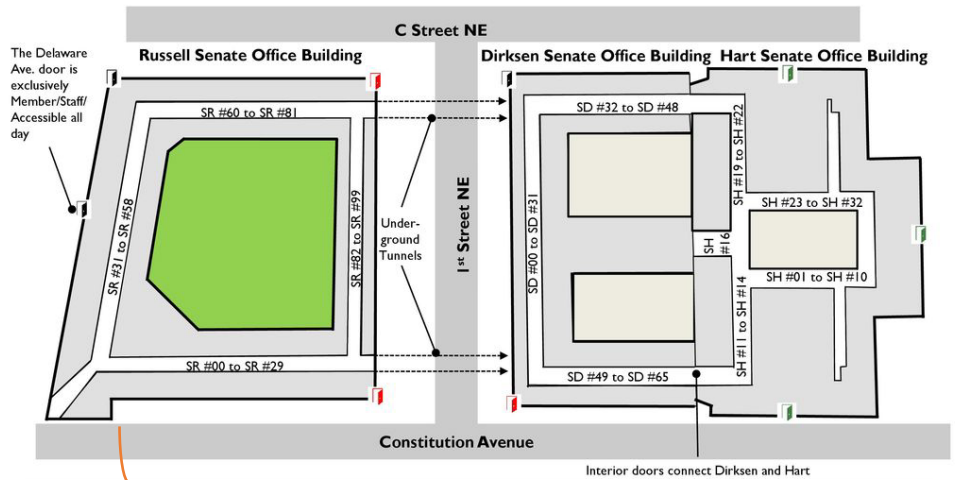 C Street NE
The Delaware
Ave. door is
exclusively
Member/Staff/
Accessible all
day
Russell Senate Office Building
Dirksen Senate Office Building
Hart Senate Office Building
SR #60 to SR #81
SR #31 to SR #58
SR #82 to SR #99
SR #00 to SR #29
Under-
ground
Tunnels
1st Street NE
SD #32 to SD #48
SD #00 to SD #31
SD #49 to SD #65
SH #19 to SH #22
SH
#16
SH #11 to SH #14
SH #23 to SH #32
SH #01 to SH #10
Constitution Avenue
Interior doors connect Dirksen and Hart